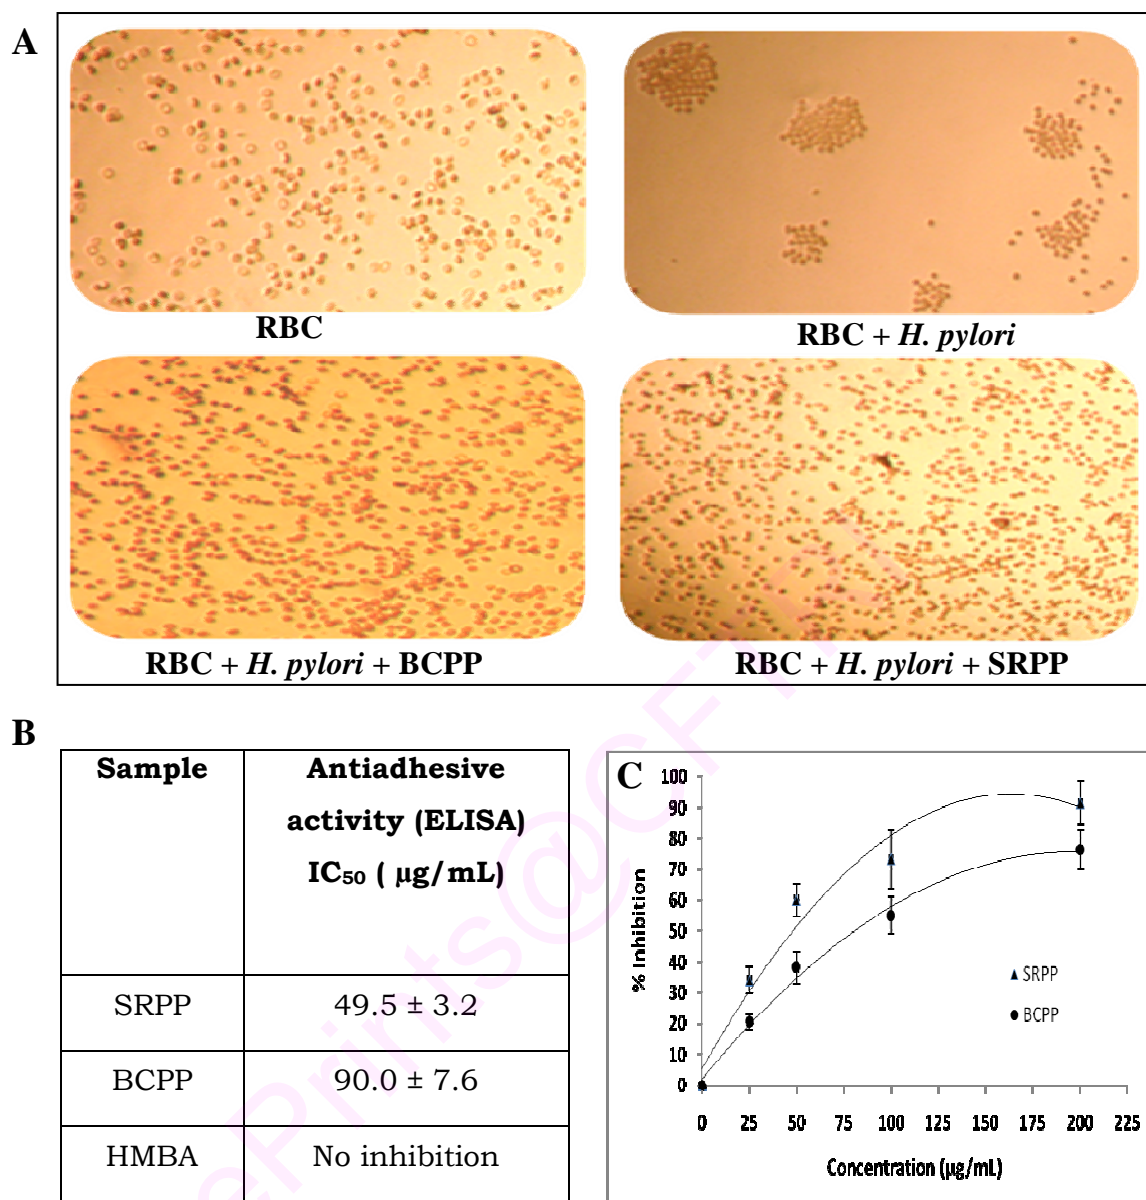 A
RBC
RBC + H. pylori
RBC + H. pylori + BCPP
RBC + H. pylori + SRPP
B
Sample
Antiadhesive
activity (ELISA)
IC₅₀ ( µg/mL)
SRPP
49.5 ± 3.2
BCPP
90.0 ± 7.6
HMBA
No inhibition
C
100
90
80
70
60
50
40
30
20
10
0
% Inhibition
SRPP
BCPP
0 25 50 75 100 125 150 175 200 225
Concentration (µg/mL)
ePrints@CFTRI